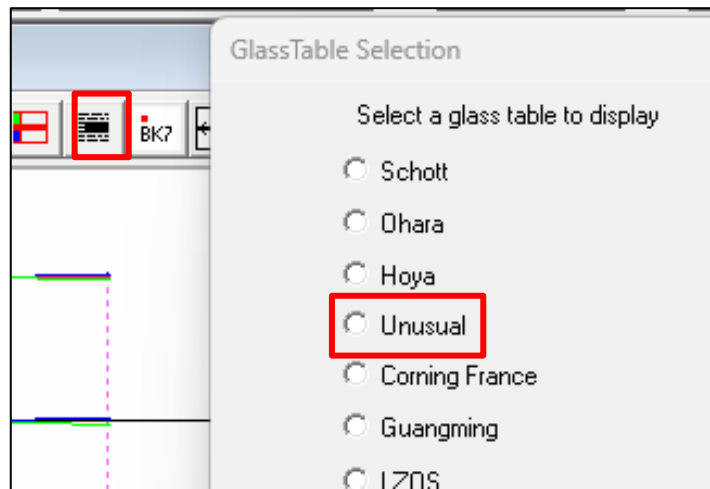 GlassTable Selection
Select a glass table to display
BK7
Schott
Ohara
Hoya
Unusual
Corning France
Guangming
LZOS